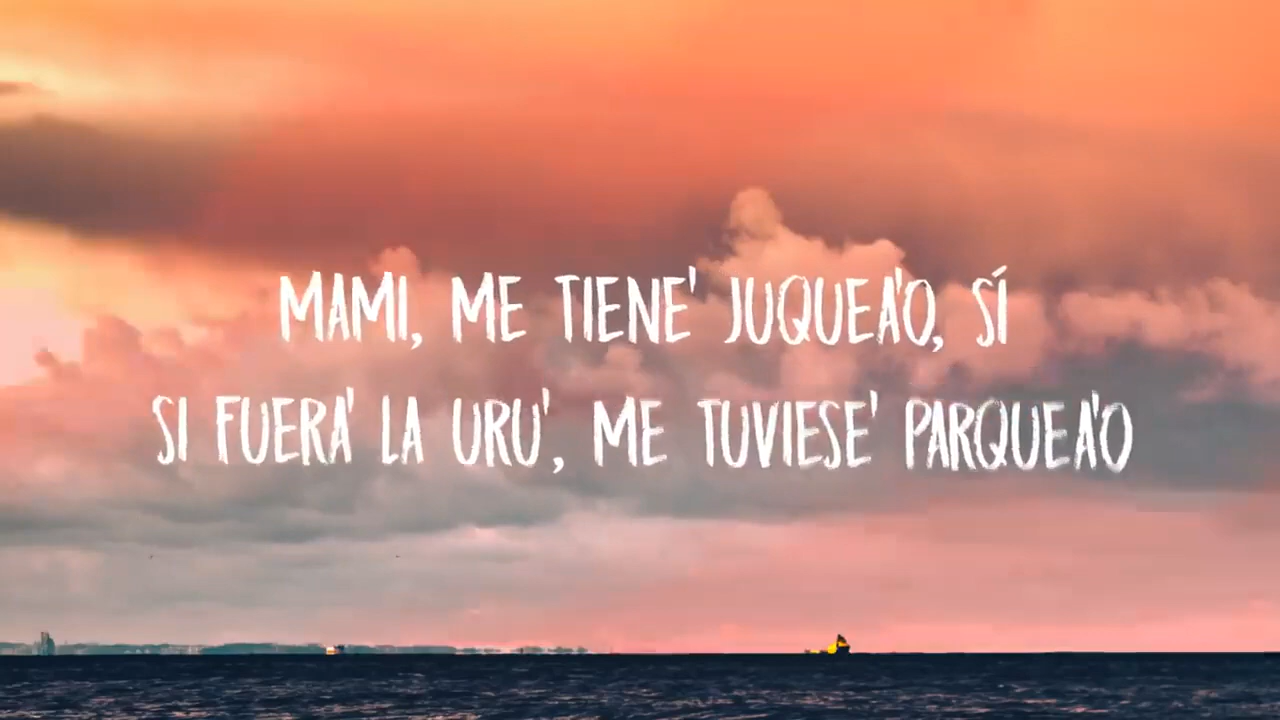 MAMI, ME TIENE' JUQUEA'O, SÍ
SI FUERA' LA URU', ME TUVIESE' PARQUEA'O